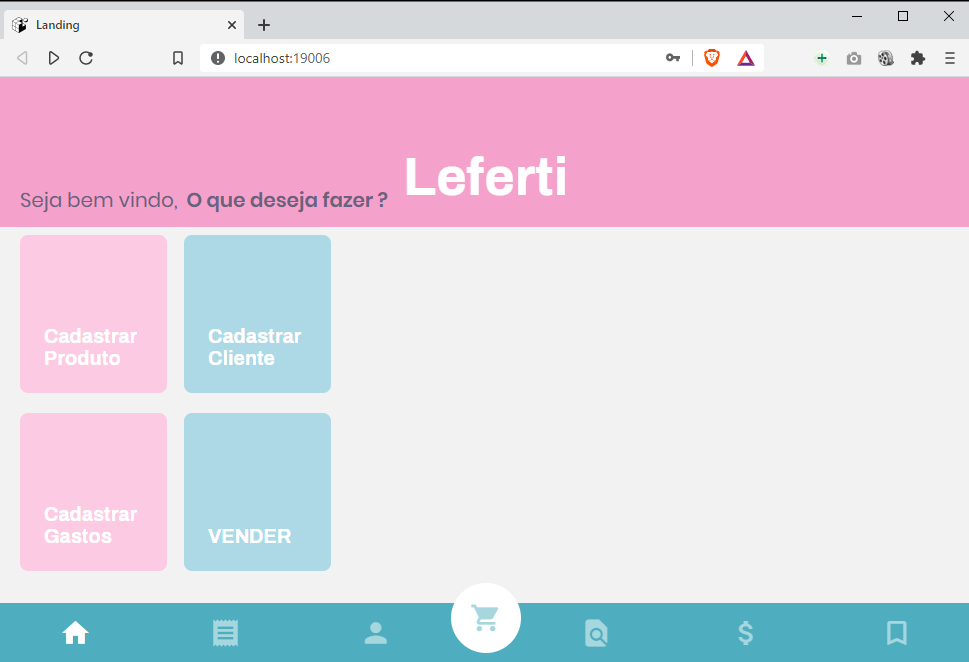 Landing
localhost:19006
Leferti
Seja bem vindo, O que deseja fazer ?
Cadastrar
Produto
Cadastrar
Cliente
Cadastrar
Gastos
VENDER